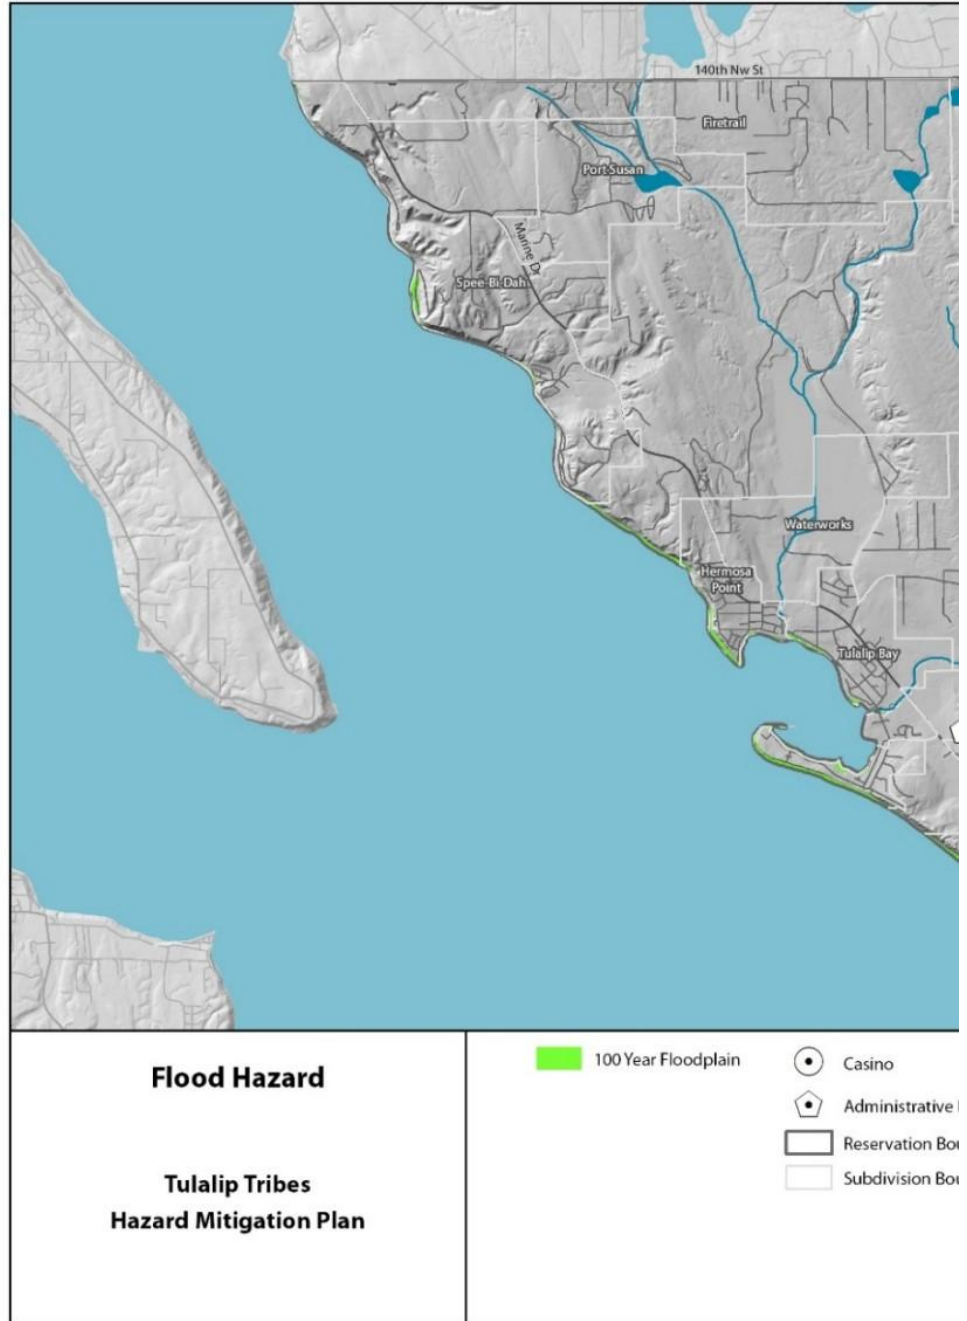 140th Nw St
Firetrail
Port Susan
Marine Dr
Spee-Bi-Dah
Waterworks
Hermosa
Point
Tulalip Bay
Flood Hazard
Tulalip Tribes
Hazard Mitigation Plan
100 Year Floodplain
Casino
Administrative
Reservation Bou
Subdivision Bou